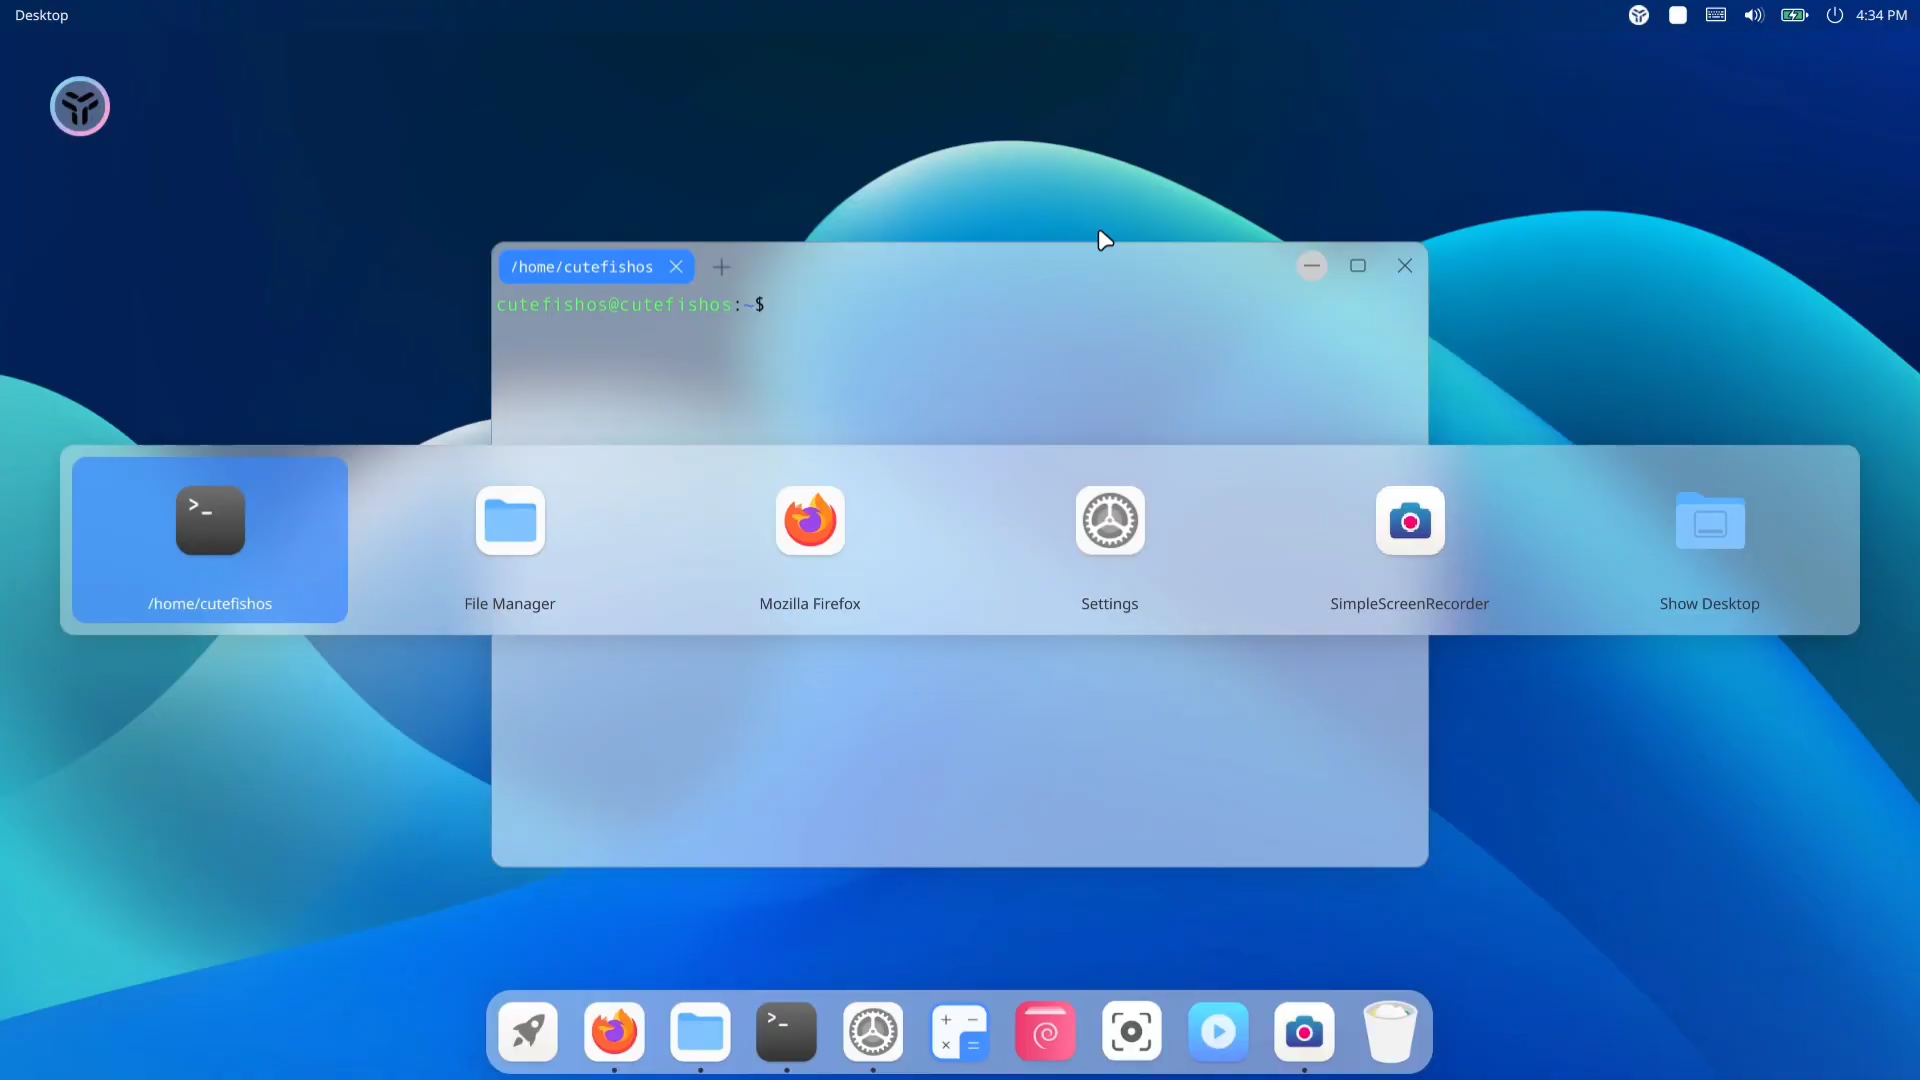 Desktop
4:34 PM
/home/cutefishos
cutefishos@cutefishos:~$
>_
/home/cutefishos
File Manager
Mozilla Firefox
Settings
SimpleScreenRecorder
Show Desktop
>_